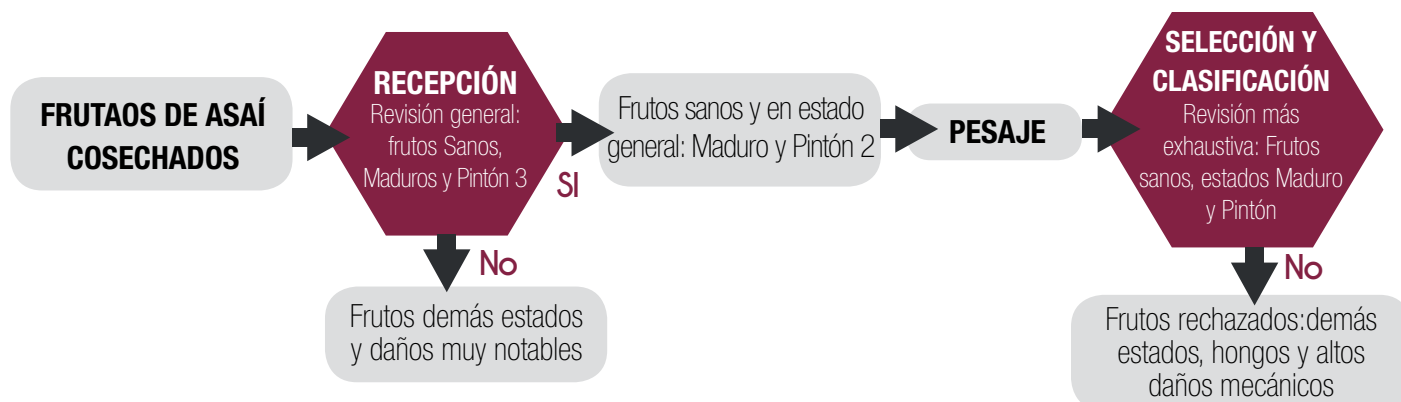 FRUTAOS DE ASAÍ
COSECHADOS
RECEPCIÓN
Revisión general:
frutos Sanos,
Maduros y Pintón 3
SI
No
Frutos demás estados
y daños muy notables
Frutos sanos y en estado
general: Maduro y Pintón 2
PESAJE
SELECCIÓN Y
CLASIFICACIÓN
Revisión más
exhaustiva: Frutos
sanos, estados Maduro
y Pintón
No
Frutos rechazados:demás
estados, hongos y altos
daños mecánicos